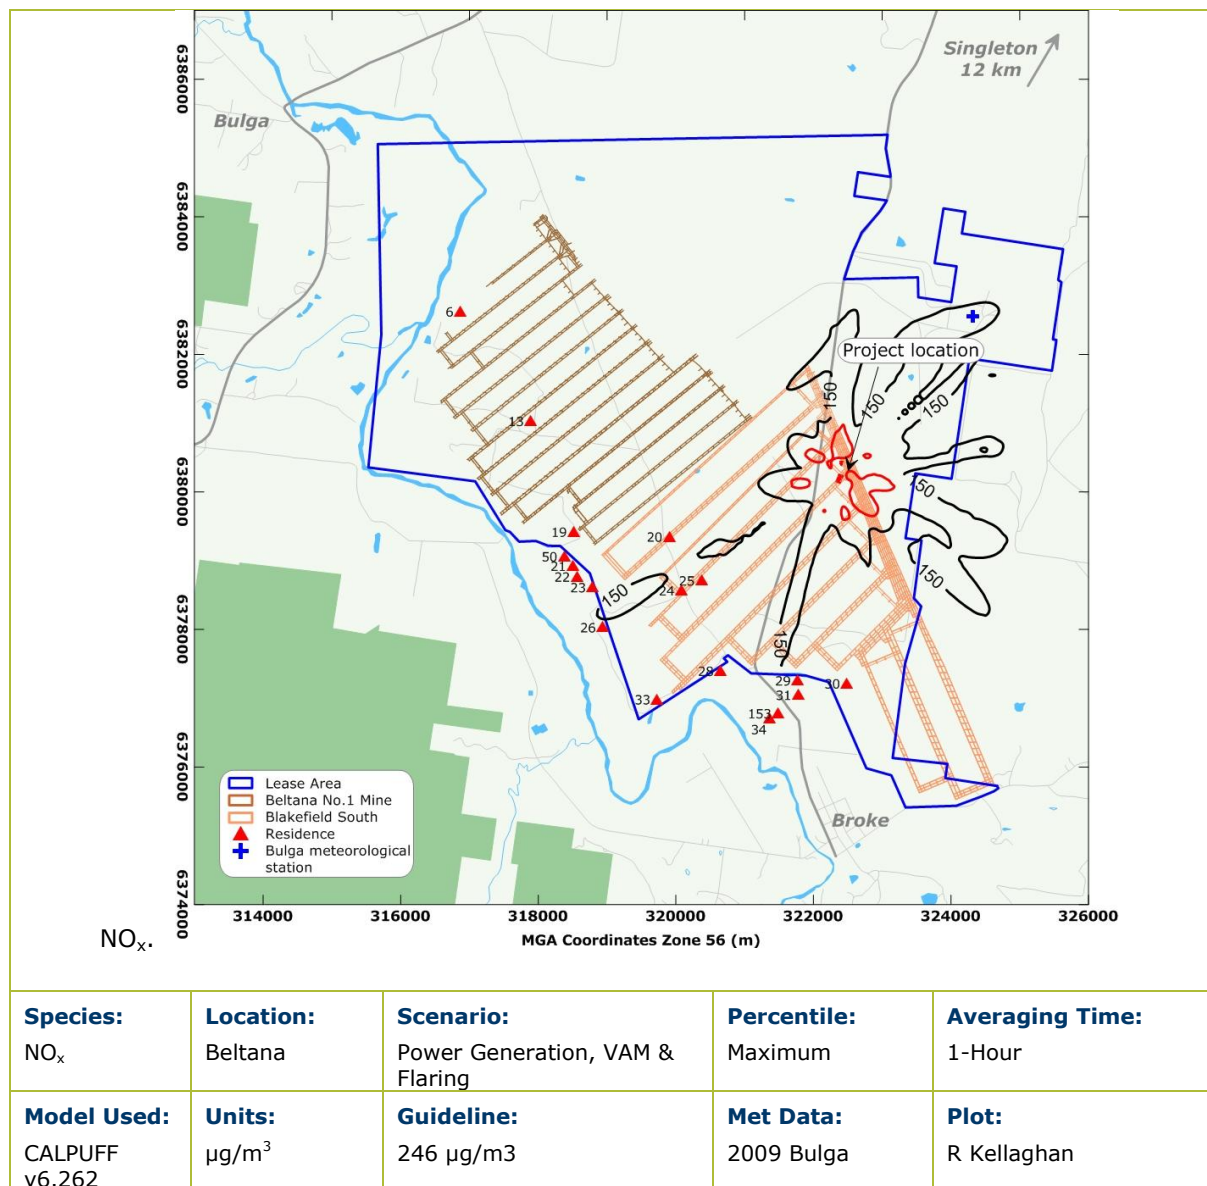 Singleton
12 km
Bulga
6386000
6384000
6382000
6380000
6378000
6376000
6374000
Project location
6
13
19
20
50
21
22
23
24
25
26
28
29
30
31
33
153
34
150
150
150
150
150
150
150
Lease Area
Beltana No.1 Mine
Blakefield South
Residence
Bulga meteorological
station
Broke
314000 316000 318000 320000 322000 324000 326000
MGA Coordinates Zone 56 (m)
NOx.
Species: Location: Scenario: Percentile: Averaging Time:
NOx Beltana Power Generation, VAM & Maximum 1-Hour
Flaring
Model Used: Units: Guideline: Met Data: Plot:
CALPUFF µg/m³ 246 µg/m3 2009 Bulga R Kellaghan
v6.262